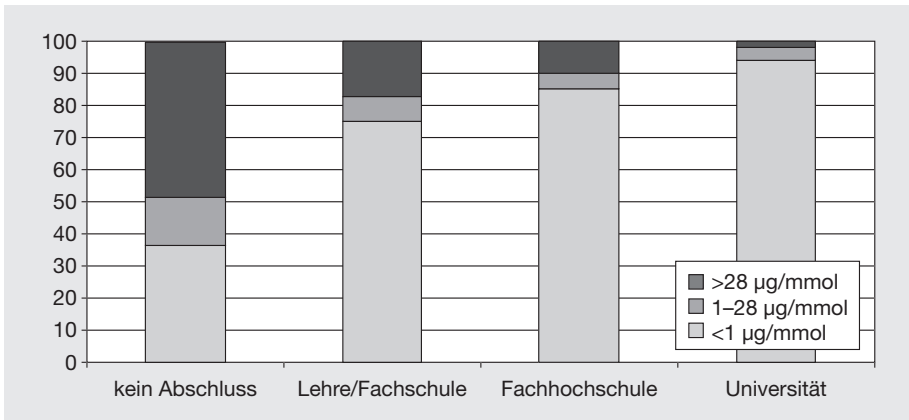 100
90
80
70
60
50
40
30
20
10
0
>28 µg/mmol
1–28 µg/mmol
<1 µg/mmol
kein Abschluss Lehre/Fachschule Fachhochschule Universität